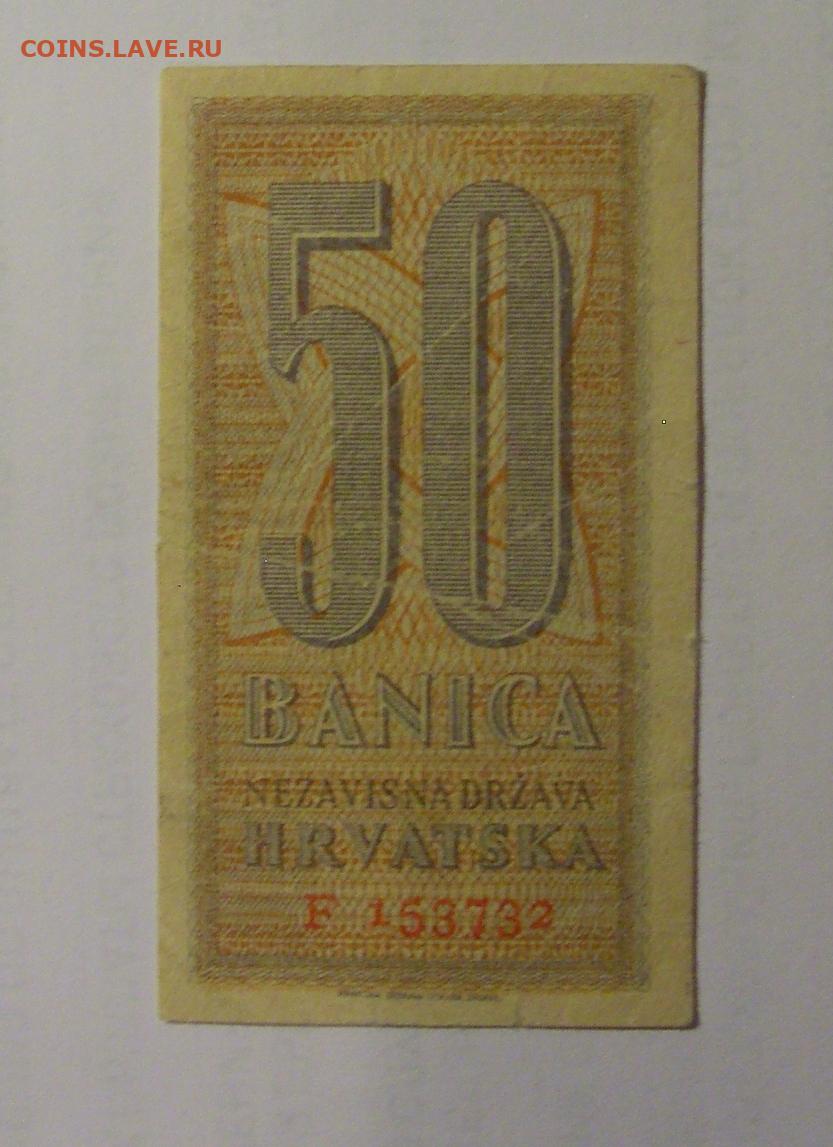 COINS.LAVE.RU
50
BANICA
NEZAVISNA DRŽAVA
HRVATSKA
F 153732